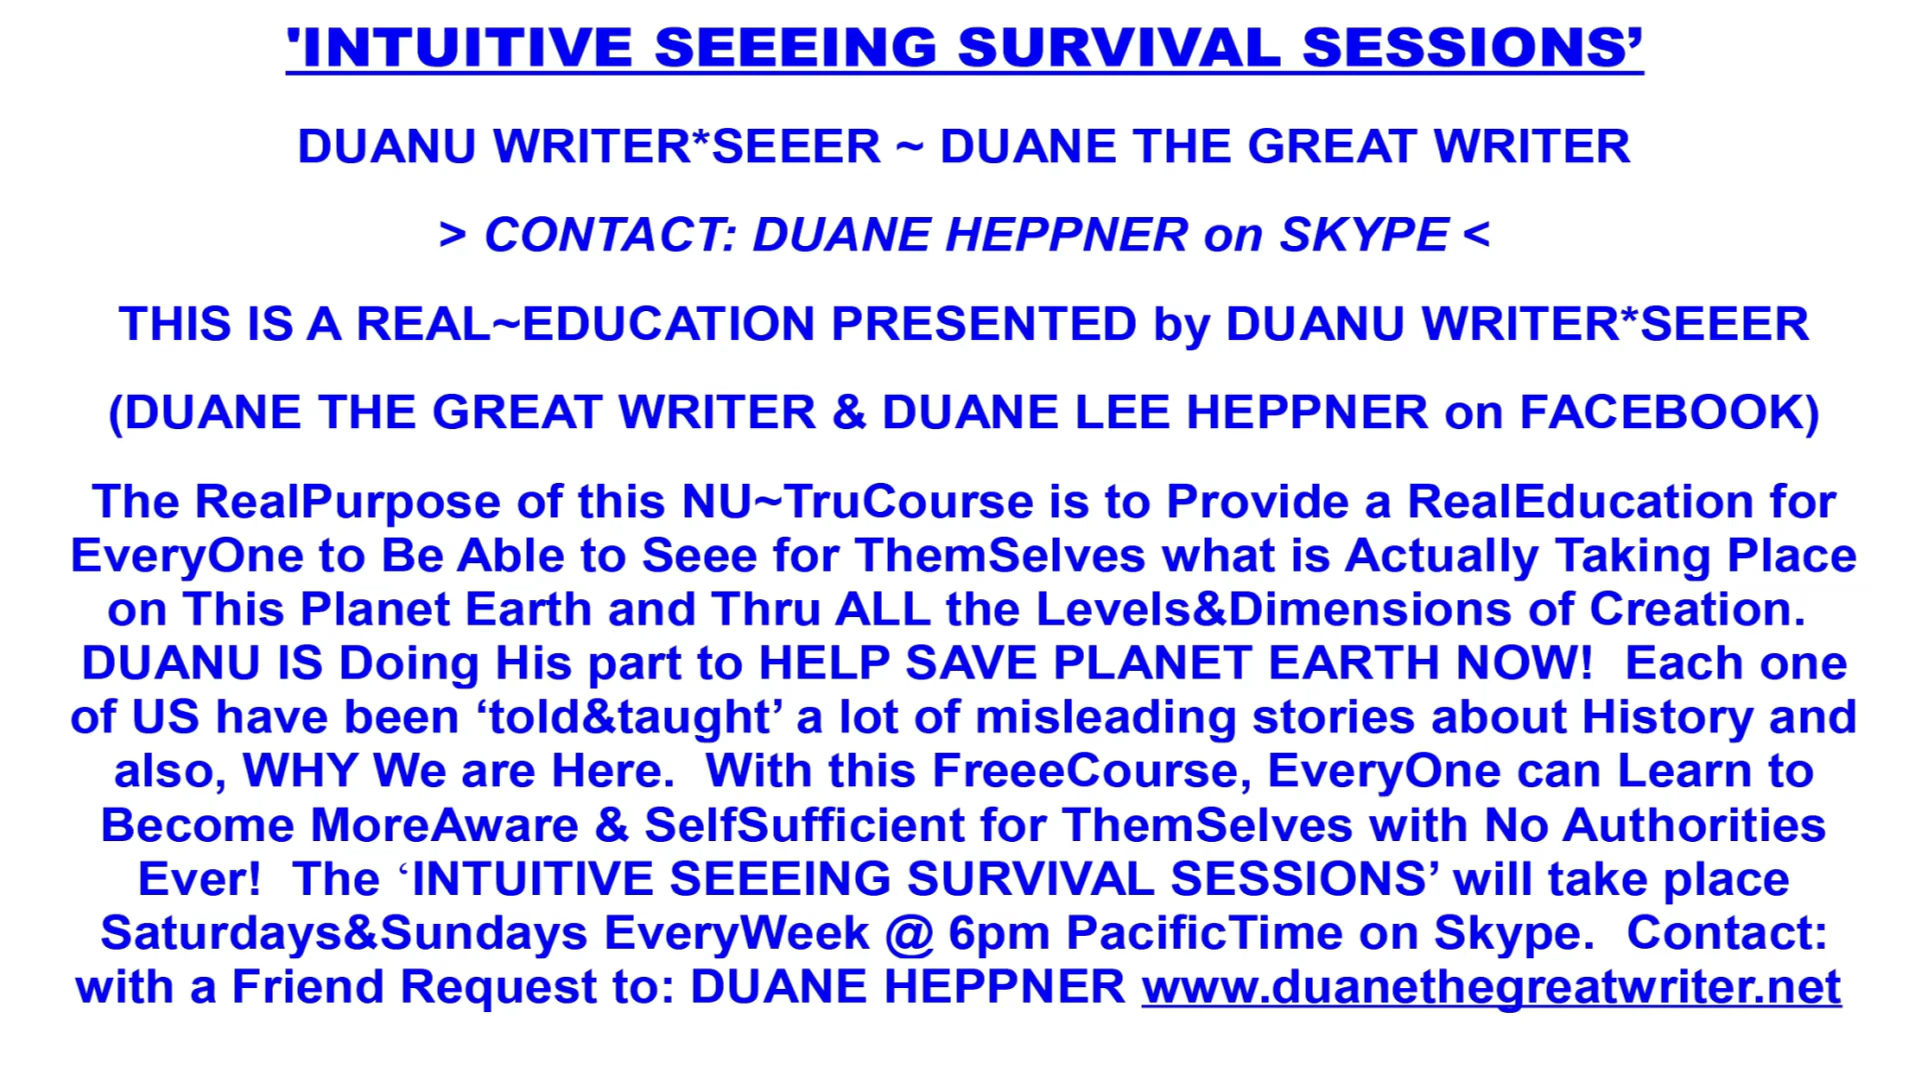 'INTUITIVE SEEEING SURVIVAL SESSIONS’
DUANU WRITER*SEEER ~ DUANE THE GREAT WRITER
> CONTACT: DUANE HEPPNER on SKYPE <
THIS IS A REAL~EDUCATION PRESENTED by DUANU WRITER*SEEER
(DUANE THE GREAT WRITER & DUANE LEE HEPPNER on FACEBOOK)
The RealPurpose of this NU~TruCourse is to Provide a RealEducation for
EveryOne to Be Able to Seee for ThemSelves what is Actually Taking Place
on This Planet Earth and Thru ALL the Levels&Dimensions of Creation.
DUANU IS Doing His part to HELP SAVE PLANET EARTH NOW!  Each one
of US have been ‘told&taught’ a lot of misleading stories about History and
also, WHY We are Here.  With this FreeeCourse, EveryOne can Learn to
Become MoreAware & SelfSufficient for ThemSelves with No Authorities
Ever!  The ‘INTUITIVE SEEEING SURVIVAL SESSIONS’ will take place
Saturdays&Sundays EveryWeek @ 6pm PacificTime on Skype.  Contact:
with a Friend Request to: DUANE HEPPNER www.duanethegreatwriter.net